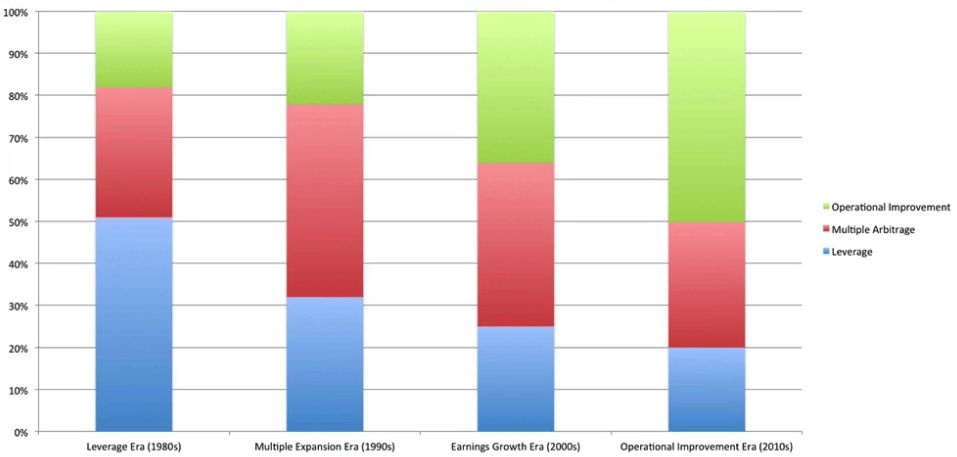 100%
90%
80%
70%
60%
50%
40%
30%
20%
10%
0%
Leverage Era (1980s)
Multiple Expansion Era (1990s)
Earnings Growth Era (2000s)
Operational Improvement Era (2010s)
Operational Improvement
Multiple Arbitrage
Leverage